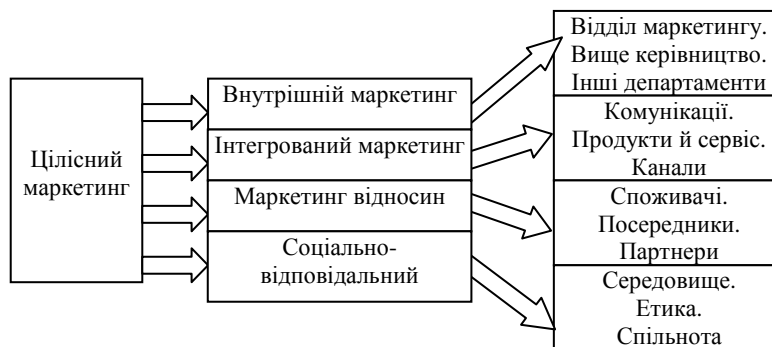 Цілісний
маркетинг
Внутрішній маркетинг
Інтегрований маркетинг
Маркетинг відносин
Соціально-
відповідальний
Відділ маркетингу.
Вище керівництво.
Інші департаменти
Комунікації.
Продукти й сервіс.
Канали
Споживачі.
Посередники.
Партнери
Середовище.
Етика.
Спільнота